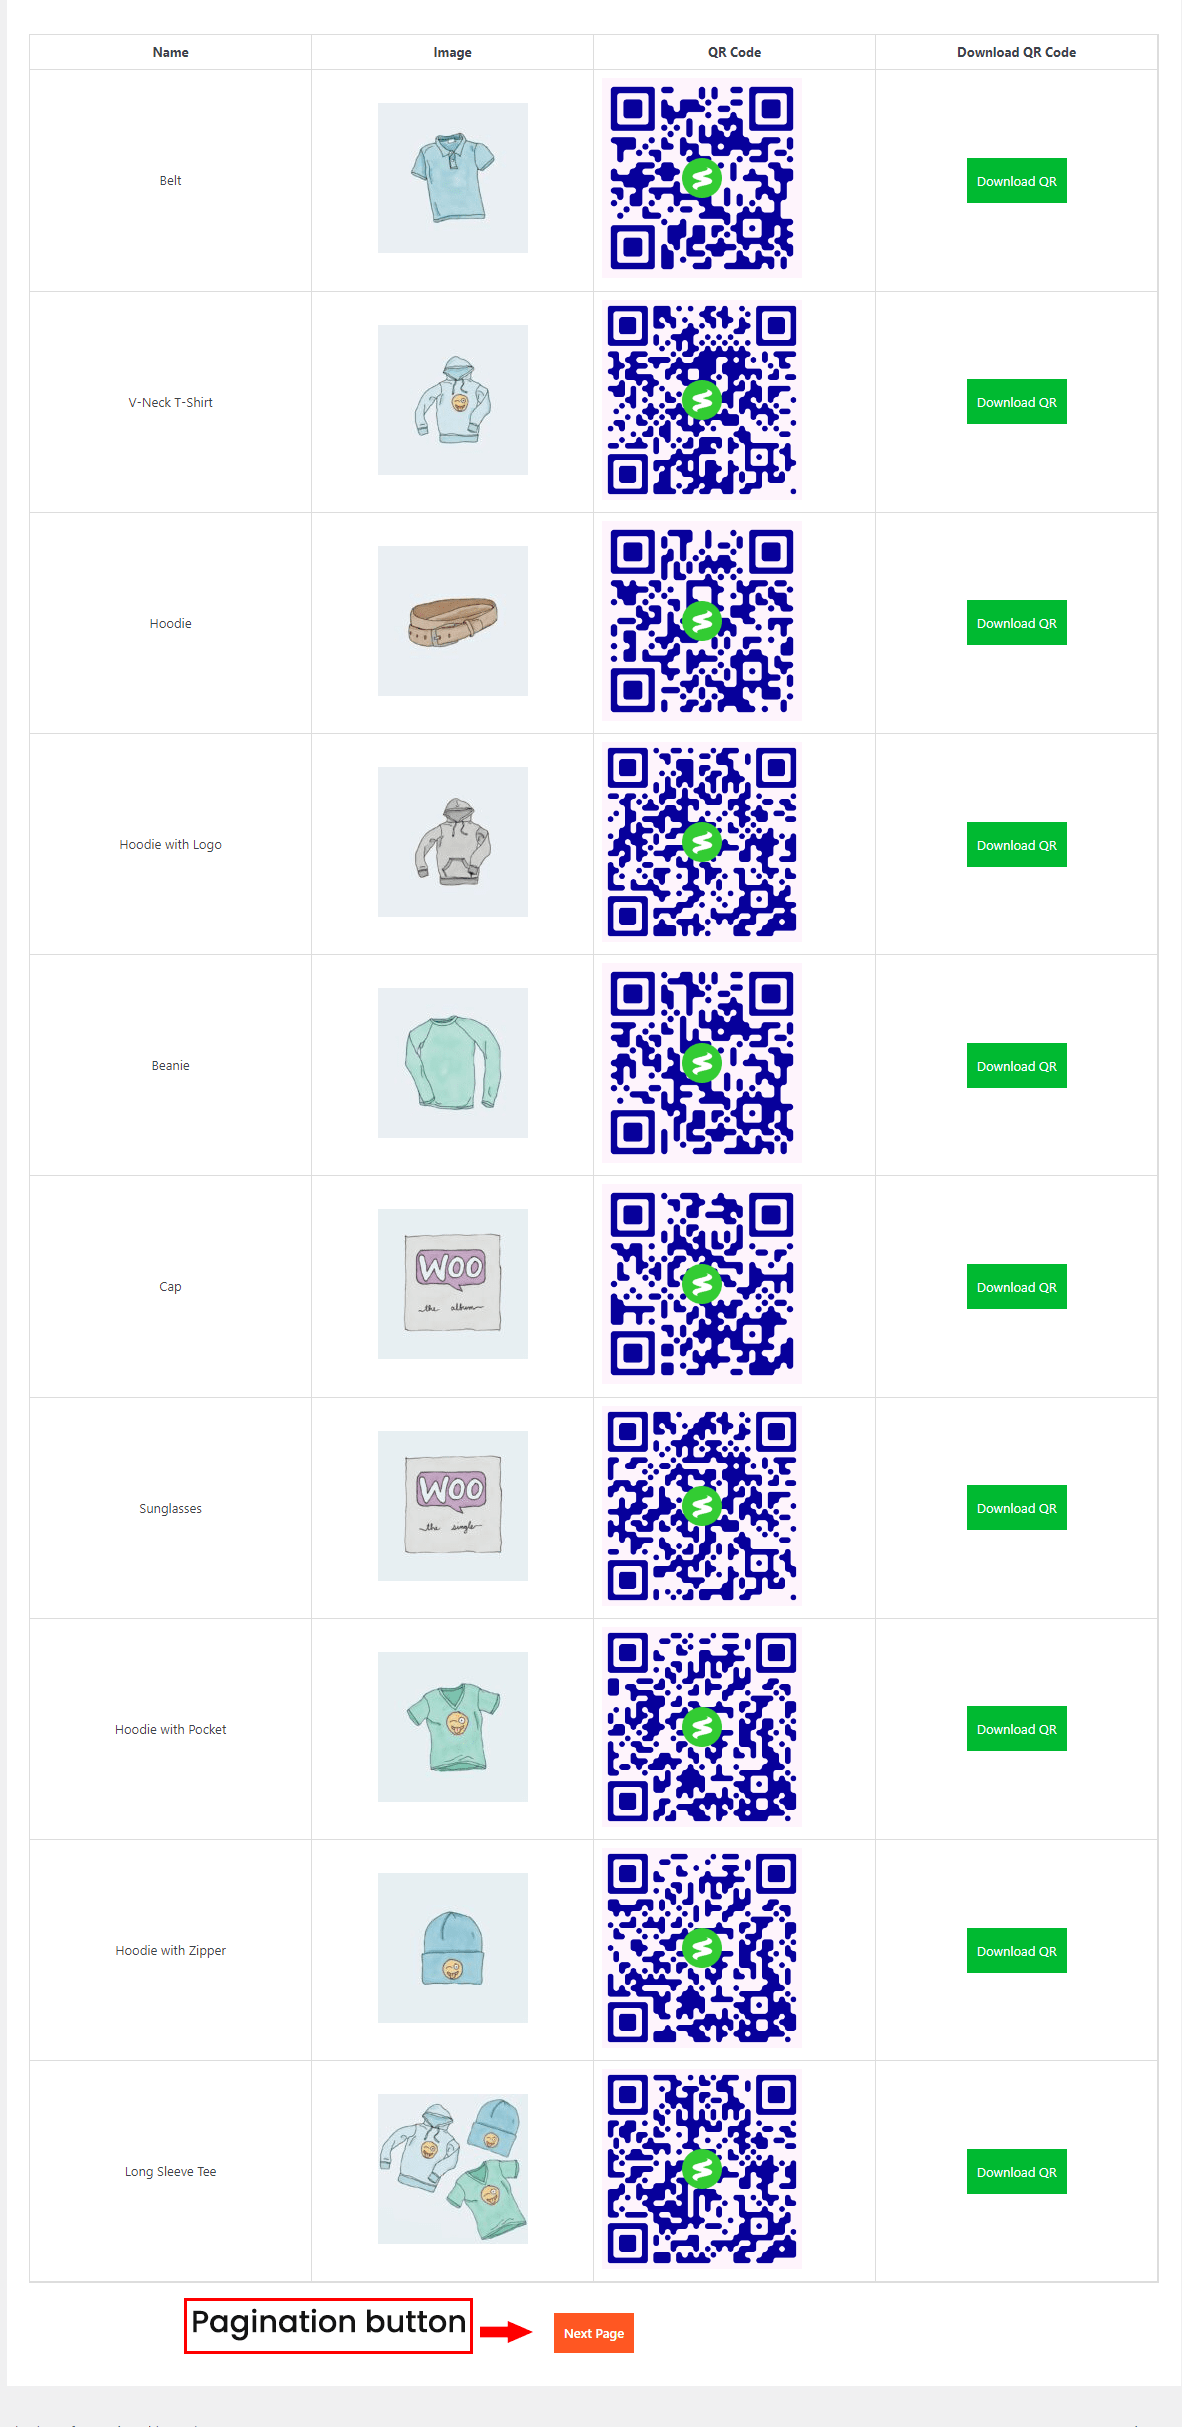 Name Image QR Code Download QR Code
Belt Download QR
V-Neck T-Shirt Download QR
Hoodie Download QR
Hoodie with Logo Download QR
Beanie Download QR
WOO
Cap Download QR
the album
WOO
Sunglasses Download QR
the single
Hoodie with Pocket Download QR
Hoodie with Zipper Download QR
Long Sleeve Tee Download QR
Pagination button Next Page